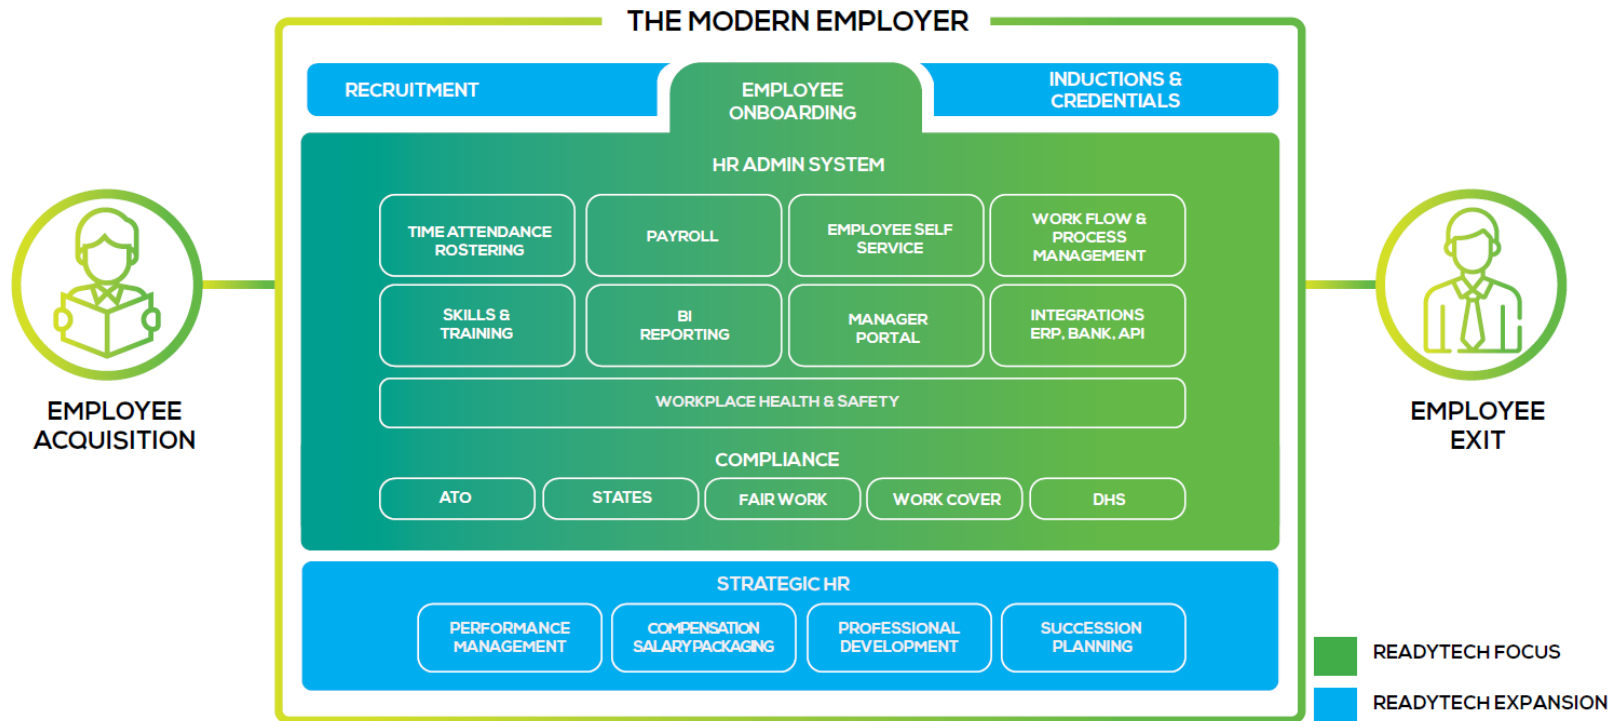 THE MODERN EMPLOYER
RECRUITMENT
EMPLOYEE
ONBOARDING
INDUCTIONS &
CREDENTIALS
HR ADMIN SYSTEM
TIME ATTENDANCE
ROSTERING
PAYROLL
EMPLOYEE SELF
SERVICE
WORK FLOW &
PROCESS
MANAGEMENT
SKILLS &
TRAINING
BI
REPORTING
MANAGER
PORTAL
INTEGRATIONS
ERP, BANK, API
WORKPLACE HEALTH & SAFETY
COMPLIANCE
ATO
STATES
FAIR WORK
WORK COVER
DHS
STRATEGIC HR
PERFORMANCE
MANAGEMENT
COMPENSATION
SALARY PACKAGING
PROFESSIONAL
DEVELOPMENT
SUCCESSION
PLANNING
EMPLOYEE
ACQUISITION
EMPLOYEE
EXIT
READYTECH FOCUS
READYTECH EXPANSION